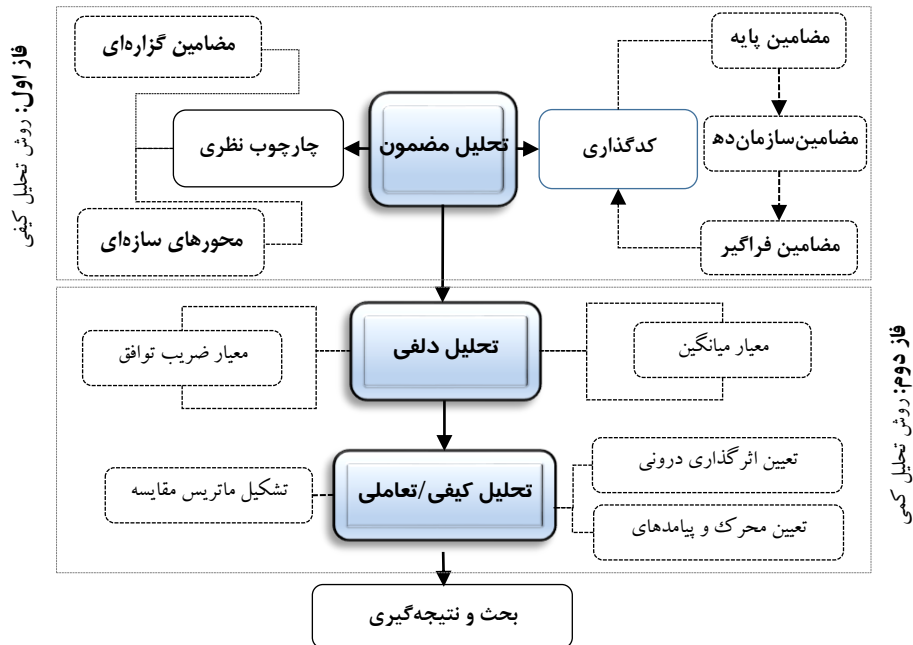 فاز اول: روش تحلیل کیفی
مضامین پایه
مضامین گزاره‌ای
مضامین‌سازمان‌ده
کدگذاری
تحلیل مضمون
چارچوب نظری
مضامین فراگیر
محورهای سازه‌ای
فاز دوم: روش تحلیل کمی
معیار میانگین
تحلیل دلفی
معیار ضریب توافق
تعیین اثرگذاری درونی
تحلیل کیفی/تعاملی
تشکیل ماتریس مقایسه
تعیین محرک و پیامدهای
بحث و نتیجه‌گیری